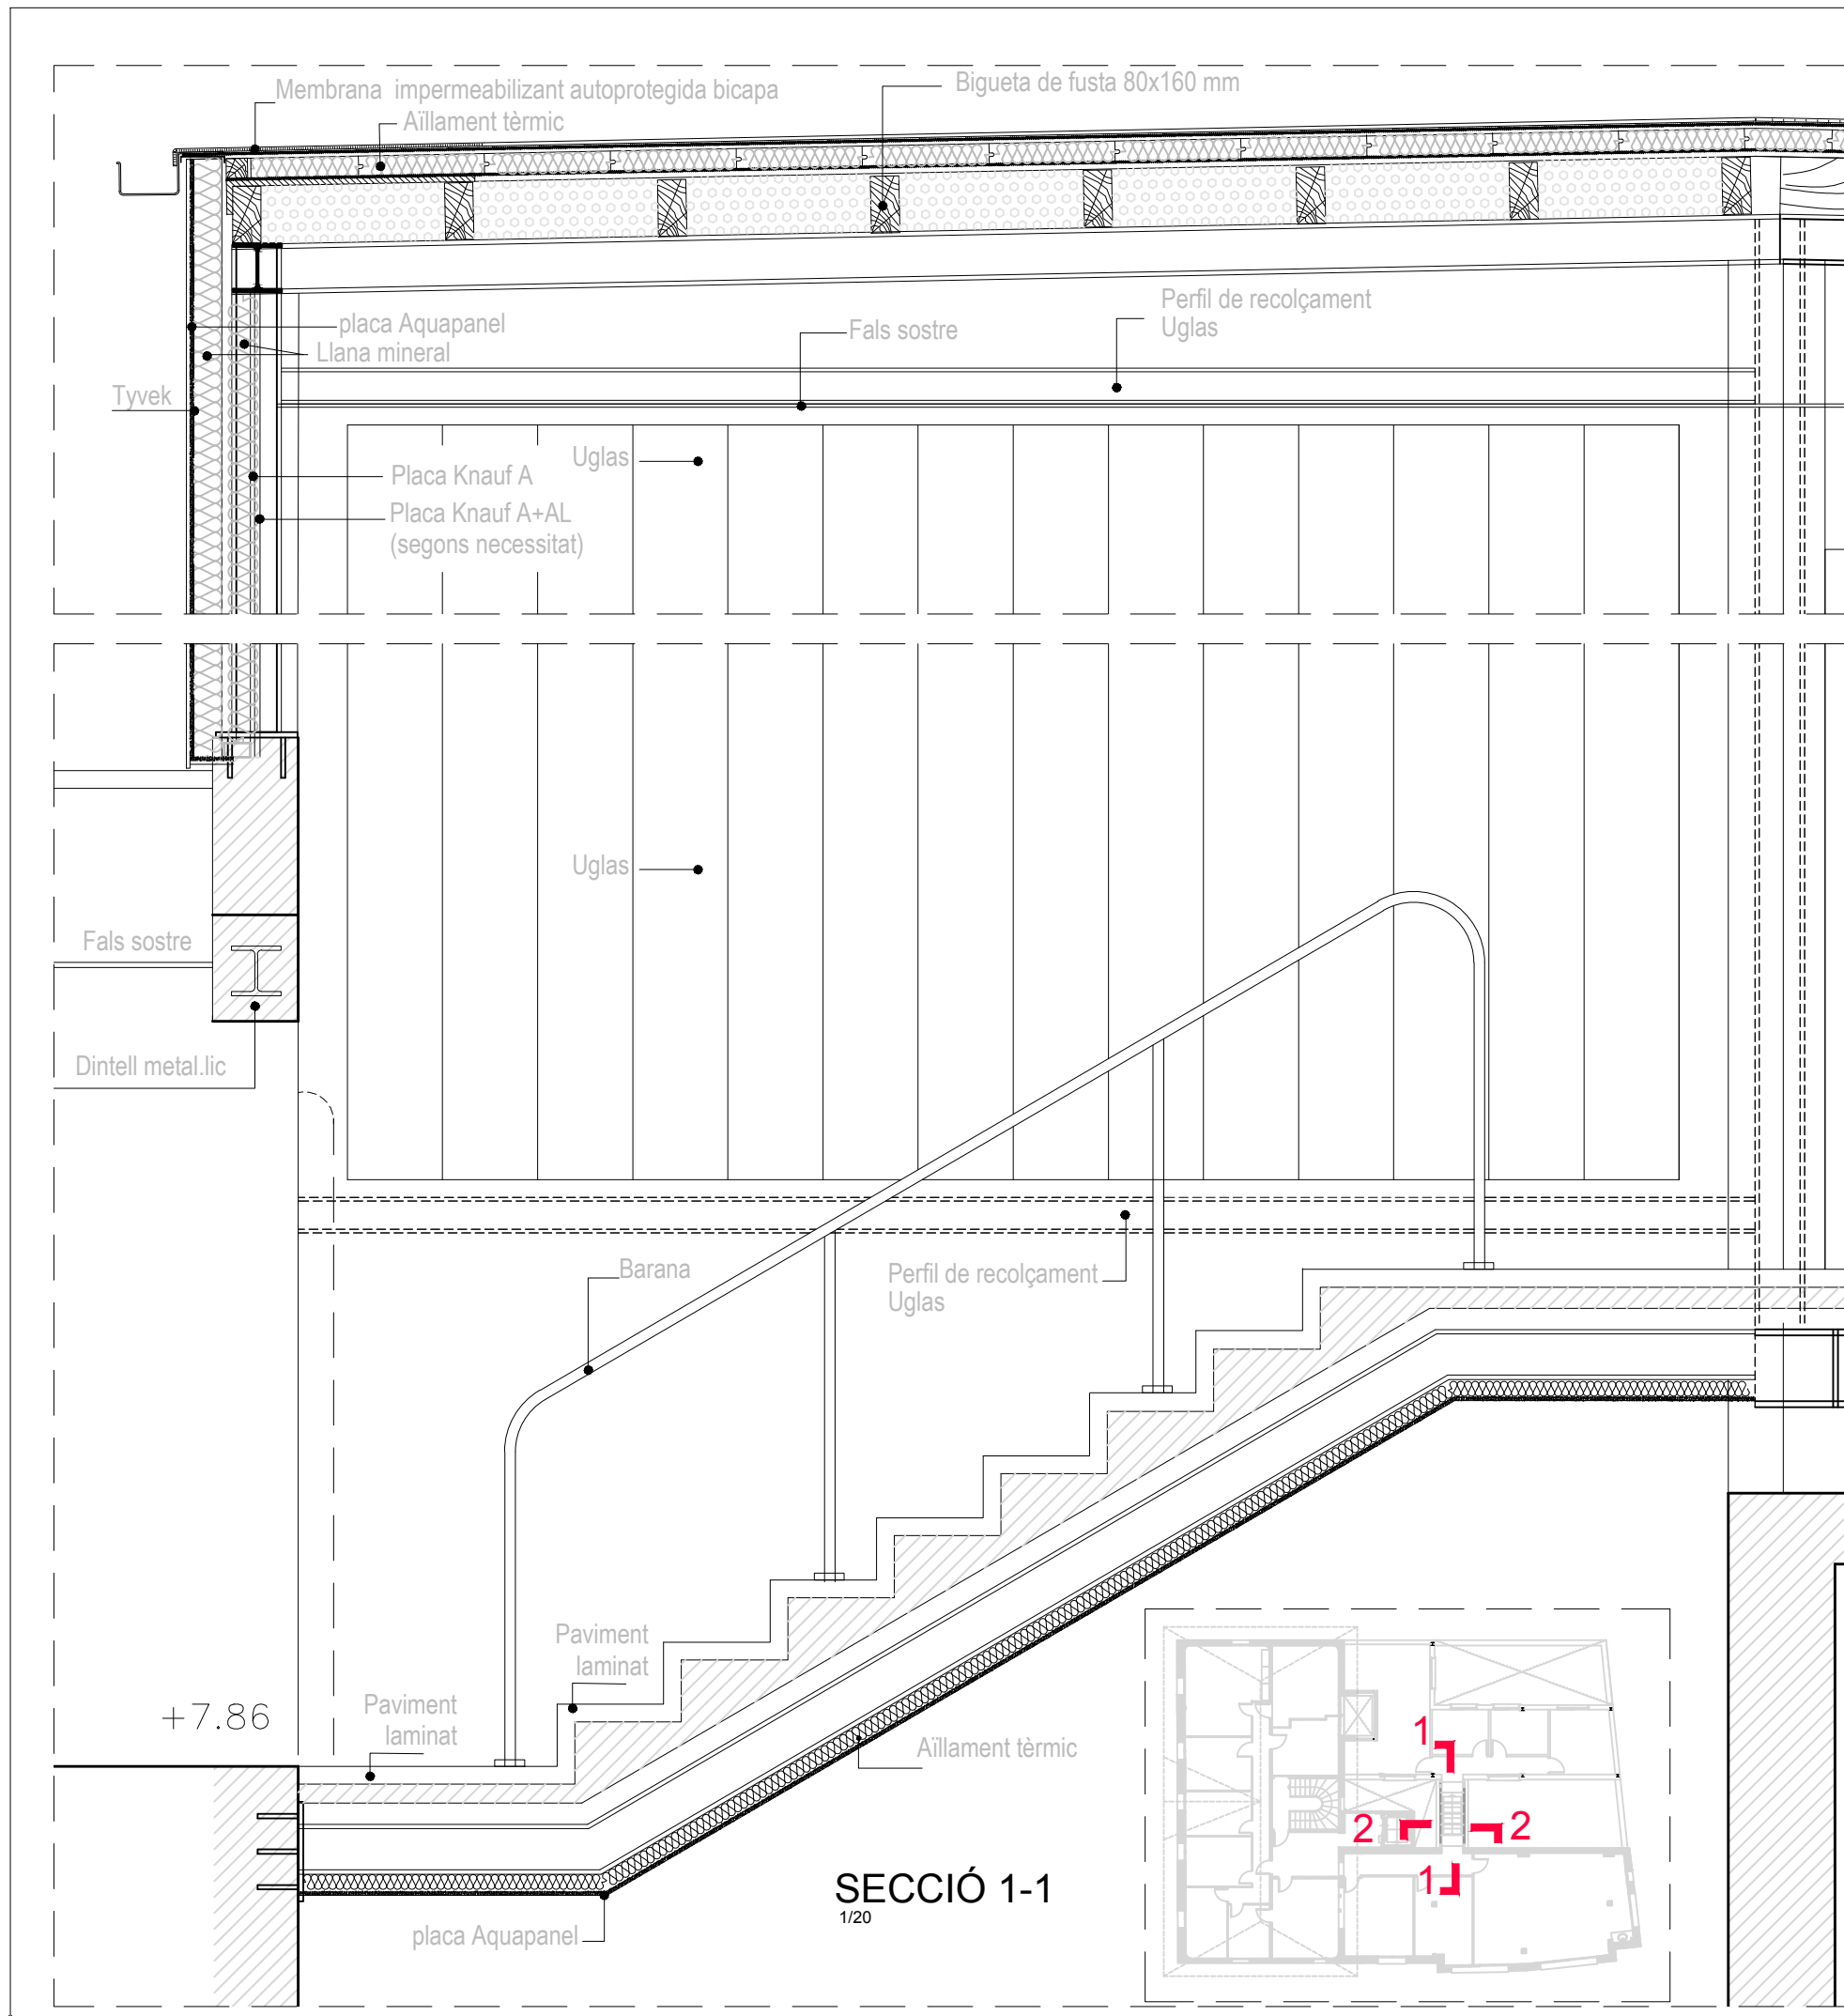 Membrana impermeabilizant autoprotegida bicapa
Aïllament tèrmic
Bigueta de fusta 80x160 mm
placa Aquapanel
Llana mineral
Tyvek
Fals sostre
Perfil de recolçament
Uglas
Uglas
Placa Knauf A
Placa Knauf A+AL
(segons necessitat)
Uglas
Fals sostre
Dintell metal.lic
Barana
Perfil de recolçament
Uglas
Paviment
laminat
Paviment
laminat
+7.86
Aïllament tèrmic
placa Aquapanel
SECCIÓ 1-1
1/20
1
2
2
1